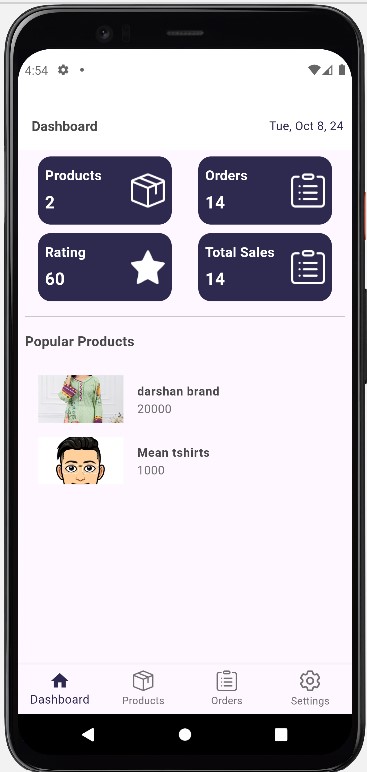 4:54
Dashboard
Tue, Oct 8, 24
Products
2
Orders
14
Rating
60
Total Sales
14
Popular Products
darshan brand
20000
Mean tshirts
1000
Dashboard
Products
Orders
Settings